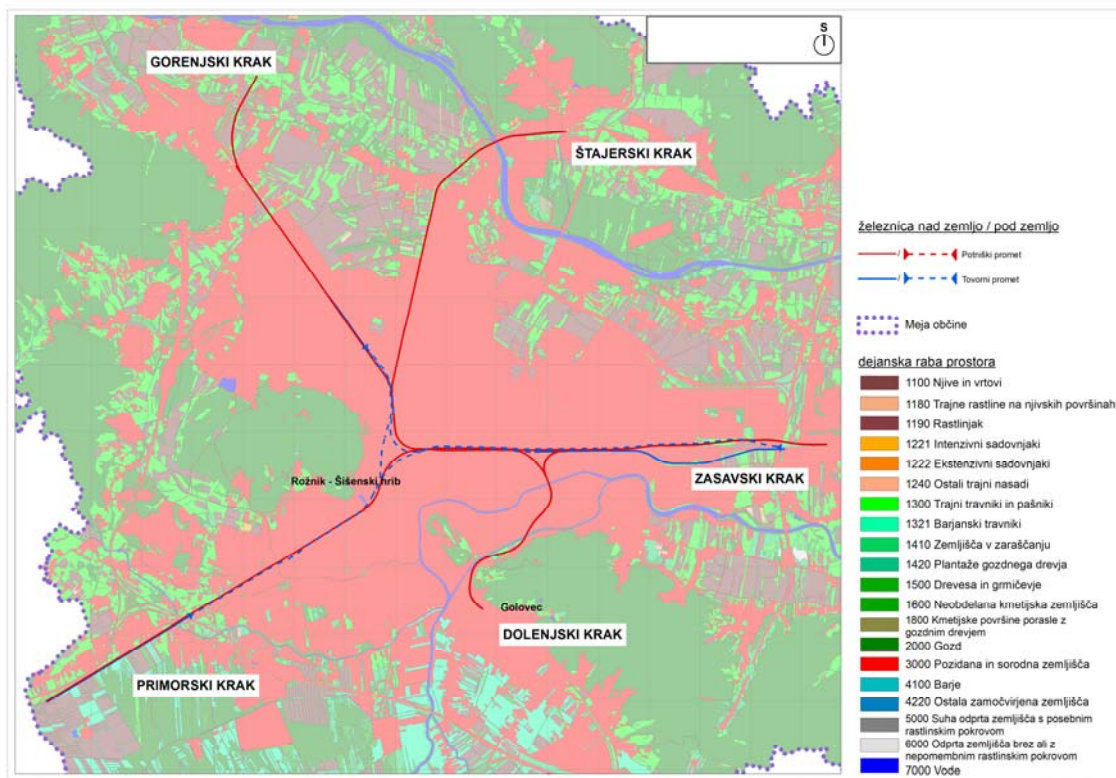 S
GORENJSKI KRAK
ŠTAJERSKI KRAK
Rožnik - Šišenski hrib
ZASAVSKI KRAK
Golovec
DOLENJSKI KRAK
PRIMORSKI KRAK
železnica nad zemljo / pod zemljo
/ Potniški promet
/ Tovorni promet
Meja občine
dejanska raba prostora
1100 Njive in vrtovi
1180 Trajne rastline na njivskih površinah
1190 Rastlinjak
1221 Intenzivni sadovnjaki
1222 Ekstenzivni sadovnjaki
1240 Ostali trajni nasadi
1300 Trajni travniki in pašniki
1321 Barjanski travniki
1410 Zemljišča v zaraščanju
1420 Plantaže gozdnega drevja
1500 Drevesa in grmičevje
1600 Neobdelana kmetijska zemljišča
1800 Kmetijske površine porasle z
gozdnim drevjem
2000 Gozd
3000 Pozidana in sorodna zemljišča
4100 Barje
4220 Ostala zamočvirjena zemljišča
5000 Suha odprta zemljišča s posebnim
rastlinskim pokrovom
6000 Odprta zemljišča brez ali z
nepomembnim rastlinskim pokrovom
7000 Vode